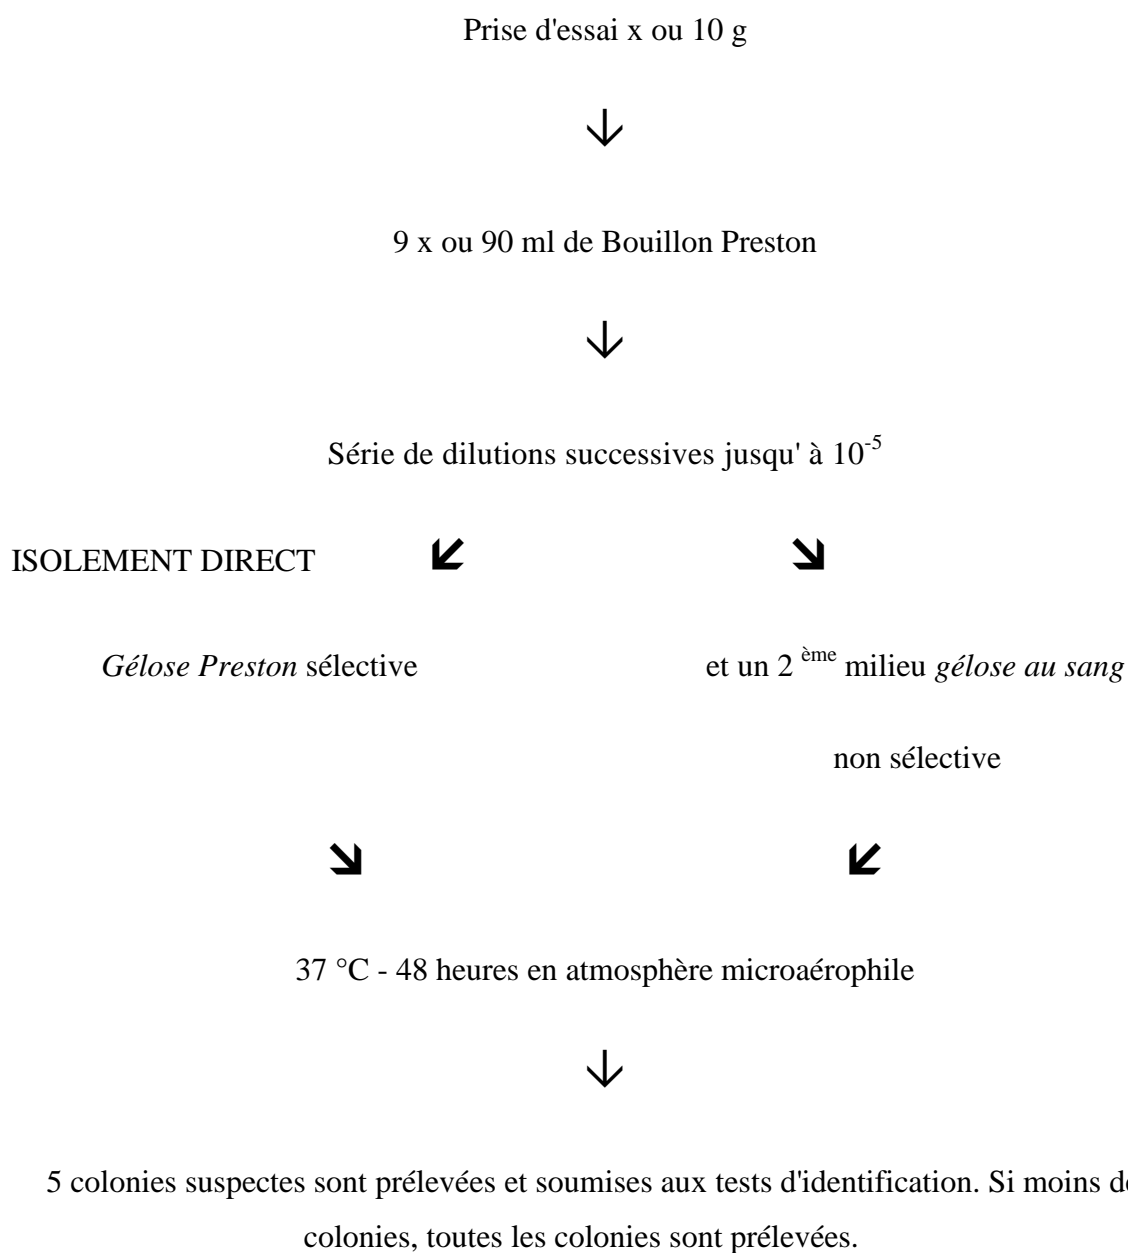 Prise d'essai x ou 10 g
↓
9 x ou 90 ml de Bouillon Preston
↓
Série de dilutions successives jusqu' à 10⁻⁵
ISOLEMENT DIRECT ↙ ↘
Gélose Preston sélective et un 2 ème milieu gélose au sang
non sélective
↘ ↙
37 °C - 48 heures en atmosphère microaérophile
↓
5 colonies suspectes sont prélevées et soumises aux tests d'identification. Si moins de
colonies, toutes les colonies sont prélevées.